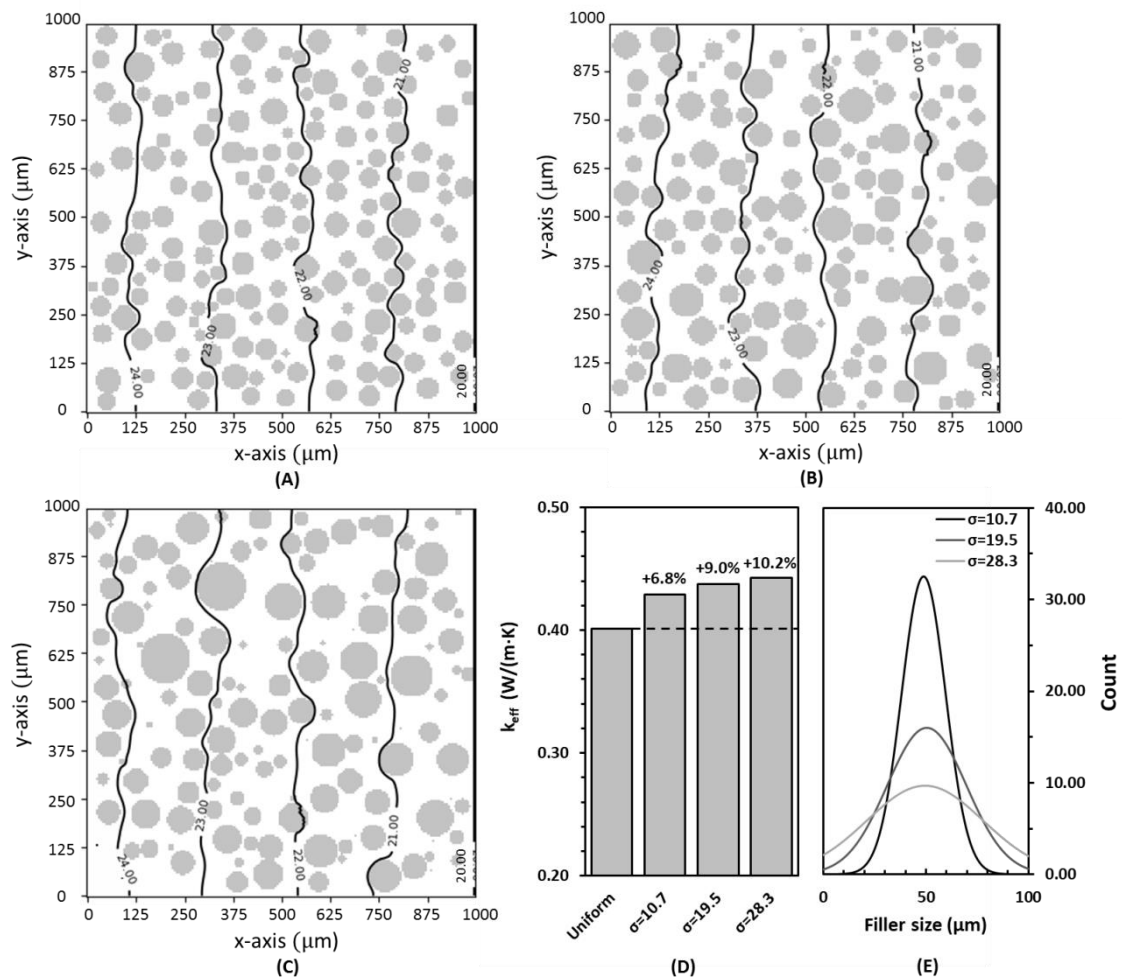 1000
875
750
625
500
375
250
125
0
y-axis (μm)
24.00
23.00
22.00
21.00
20.00
0 125 250 375 500 625 750 875 1000
x-axis (μm)
(A)
1000
875
750
625
500
375
250
125
0
y-axis (μm)
24.00
23.00
22.00
21.00
20.00
0 125 250 375 500 625 750 875 1000
x-axis (μm)
(B)
1000
875
750
625
500
375
250
125
0
y-axis (μm)
24.00
23.00
22.00
21.00
20.00
0 125 250 375 500 625 750 875 1000
x-axis (μm)
(C)
0.50
0.40
0.30
0.20
keff (W/(m·K)
+6.8%
+9.0%
+10.2%
Uniform
σ=10.7
σ=19.5
σ=28.3
(D)
σ=10.7
σ=19.5
σ=28.3
40.00
30.00
20.00
10.00
0.00
Count
0 50 100
Filler size (μm)
(E)